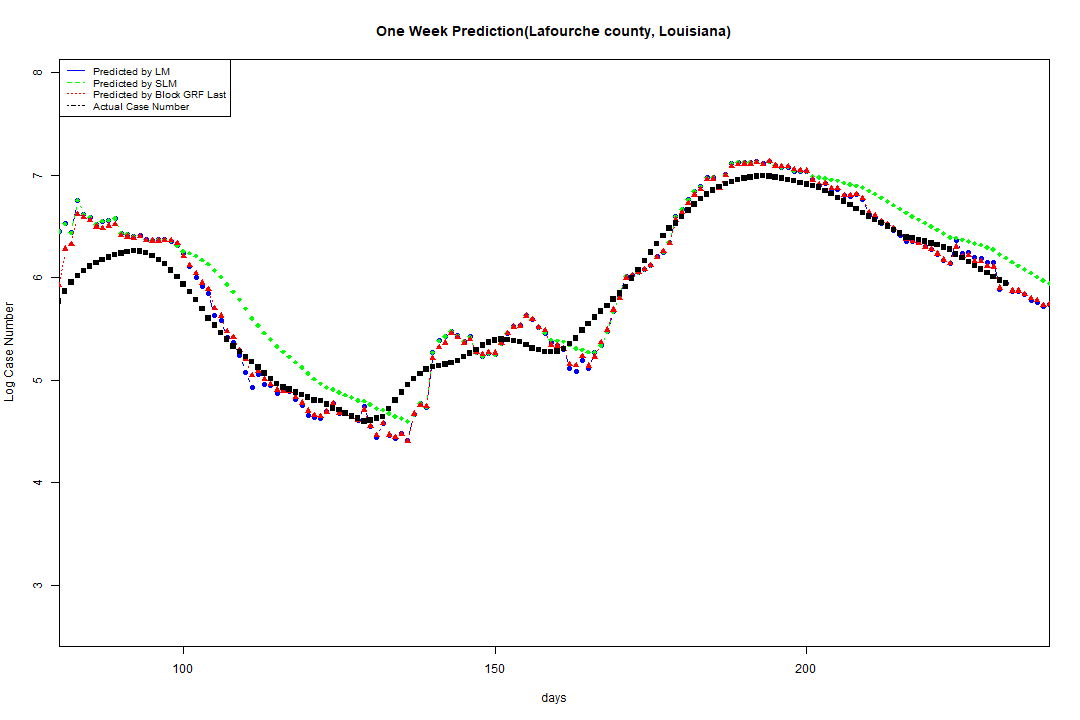 One Week Prediction(Lafourche county, Louisiana)
Predicted by LM
Predicted by SLM
Predicted by Block GRF Last
Actual Case Number
8
7
6
5
4
3
Log Case Number
100 150 200
days